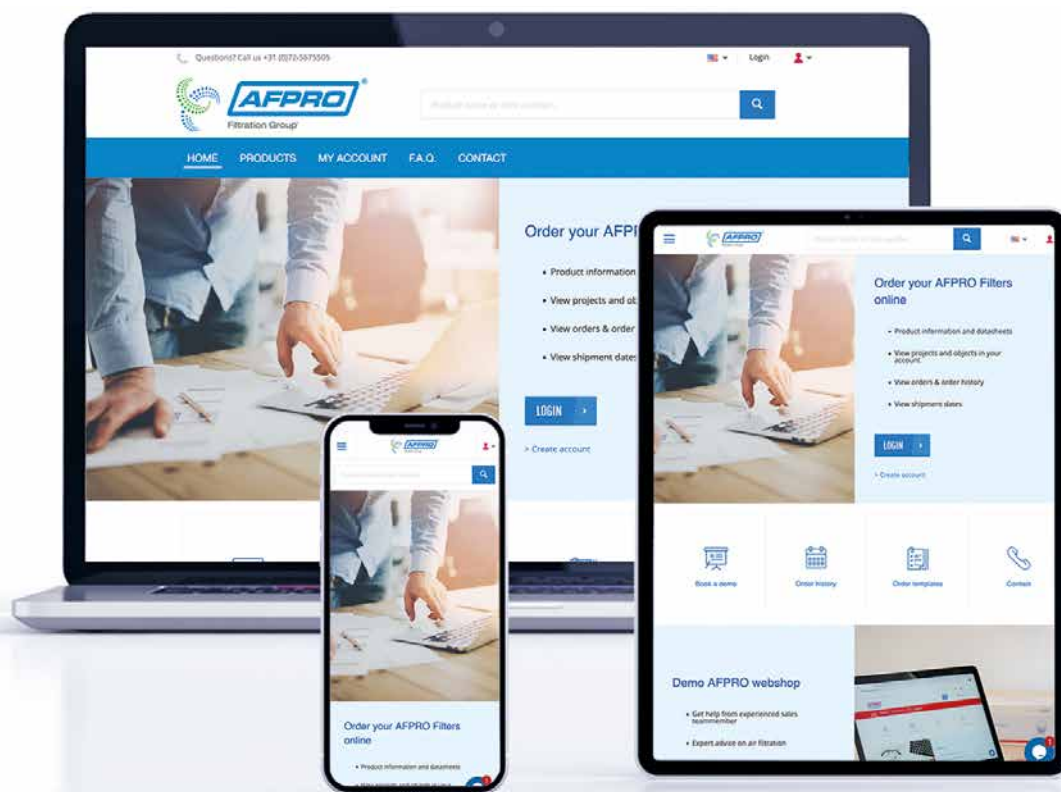 Questions? Call us +31 (0)72-5675505
Login
AFPRO®
Filtration Group®
HOME PRODUCTS MY ACCOUNT F.A.Q. CONTACT
Order your AFPR
• Product information
• View projects and ob
• View orders & order
• View shipment dates
LOGIN >
> Create account
AFPRO
Order your AFPRO Filters
online
• Product information and datasheets
• View projects and objects in your
account
• View orders & order history
• View shipment dates
LOGIN >
> Create account
Book a demo
Order history
Order templates
Contact
Demo AFPRO webshop
• Get help from experienced sales
teammember
• Expert advice on air filtration
AFPRO
Order your AFPRO Filters
online
• Product information and datasheets